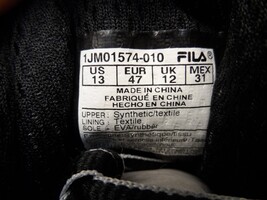 1JM01574-010 FILA®
US EUR UK MEX
13 47 12 31
MADE IN CHINA
FABRIQUÉ EN CHINE
HECHO EN CHINA
UPPER : Synthetic/textile
LINING : Textile
SOLE : EVA/rubber